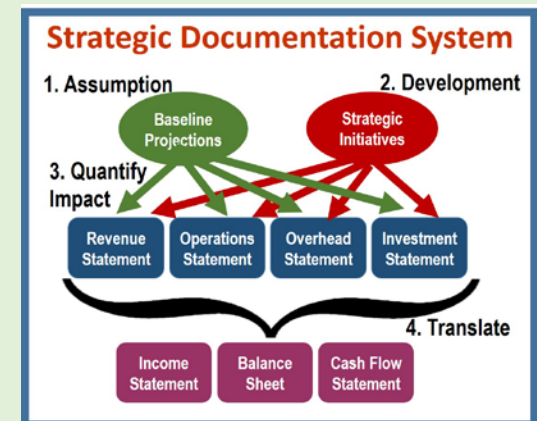 Strategic Documentation System
1. Assumption
2. Development
Baseline
Projections
Strategic
Initiatives
3. Quantify
Impact
Revenue
Statement
Operations
Statement
Overhead
Statement
Investment
Statement
4. Translate
Income
Statement
Balance
Sheet
Cash Flow
Statement